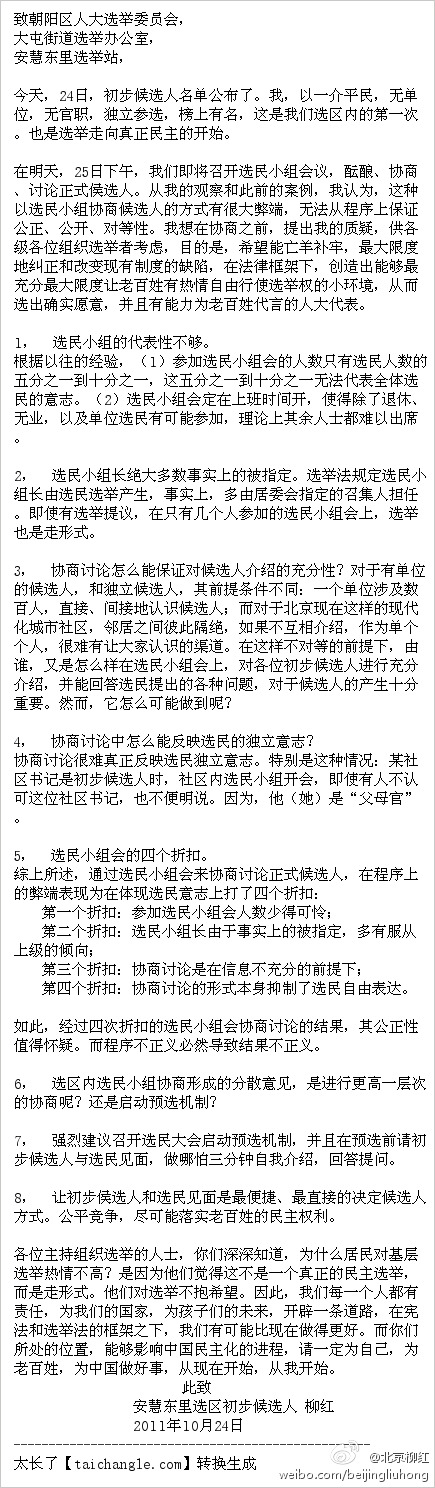 致朝阳区人大选举委员会，
大屯街道选举办公室，
安慧东里选举站，
今天，24日，初步候选人名单公布了。我，以一介平民，无单
位，无官职，独立参选，榜上有名，这是我们选区内的第一次
。也是选举走向真正民主的开始。
在明天，25日下午，我们即将召开选民小组会议，酝酿、协商
、讨论正式候选人。从我的观察和此前的案例，我认为，这种
以选民小组协商候选人的方式有很大弊端，无法从程序上保证
公正、公开、对等性。我想在协商之前，提出我的质疑，供各
级各位组织选举者考虑，目的是，希望能亡羊补牢，最大限度
地纠正和改变现有制度的缺陷，在法律框架下，创造出能够最
充分最大限度让老百姓有热情自由行使选举权的小环境，从而
选出确实愿意，并且有能力为老百姓代言的人大代表。
1， 选民小组的代表性不够。
根据以往的经验，（1）参加选民小组会的人数只有选民人数的
五分之一到十分之一，这五分之一到十分之一无法代表全体选
民的意志。（2）选民小组会定在上班时间开，使得除了退休、
无业，以及单位选民有可能参加，理论上其余人士都难以出席
。
2， 选民小组长绝大多数事实上的被指定。选举法规定选民小
组长由选民选举产生，事实上，多由居委会指定的召集人担任
。即使有选举提议，在只有几个人参加的选民小组会上，选举
也是走形式。
3， 协商讨论怎么能保证对候选人介绍的充分性？对于有单位
的候选人，和独立候选人，其前提条件不同：一个单位涉及数
百人，直接、间接地认识候选人；而对于北京现在这样的现代
化城市社区，邻居之间彼此隔绝，如果不互相介绍，作为单个
个人，很难有让大家认识的渠道。在这样不对等的前提下，由
谁，又是怎么样在选民小组会上，对各位初步候选人进行充分
介绍，并能回答选民提出的各种问题，对于候选人的产生十分
重要。然而，它怎么可能做到呢？
4， 协商讨论中怎么能反映选民的独立意志？
协商讨论很难真正反映选民独立意志。特别是这种情况：某社
区书记是初步候选人时，社区内选民小组开会，即使有人不认
可这位社区书记，也不便明说。因为，他（她）是“父母官”
。
5， 选民小组会的四个折扣。
综上所述，通过选民小组会来协商讨论正式候选人，在程序上
的弊端表现为在体现选民意志上打了四个折扣：
第一个折扣：参加选民小组会人数少得可怜；
第二个折扣：选民小组长由于事实上的被指定，多有服从
上级的倾向；
第三个折扣：协商讨论是在信息不充分的前提下；
第四个折扣：协商讨论的形式本身抑制了选民自由表达。
如此，经过四次折扣的选民小组会协商讨论的结果，其公正性
值得怀疑。而程序不正义必然导致结果不正义。
6， 选区内选民小组协商形成的分散意见，是进行更高一层次
的协商呢？还是启动预选机制？
7， 强烈建议召开选民大会启动预选机制，并且在预选前请初
步候选人与选民见面，做哪怕三分钟自我介绍，回答提问。
8， 让初步候选人和选民见面是最便捷、最直接的决定候选人
方式。公平竞争，尽可能落实老百姓的民主权利。
各位主持组织选举的人士，你们深深知道，为什么居民对基层
选举热情不高？是因为他们觉得这不是一个真正的民主选举，
而是走形式。他们对选举不抱希望。因此，我们每一个人都有
责任，为我们的国家，为孩子们的未来，开辟一条道路，在宪
法和选举法的框架之下，我们有可能比现在做得更好。而你们
所处的位置，能够影响中国民主化的进程，请一定为自己，为
老百姓，为中国做好事，从现在开始，从我开始。
此致
安慧东里选区初步候选人 柳红
2011年10月24日
太长了【taichangle.com】转换生成
@北京柳红
weibo.com/beijingliuhong